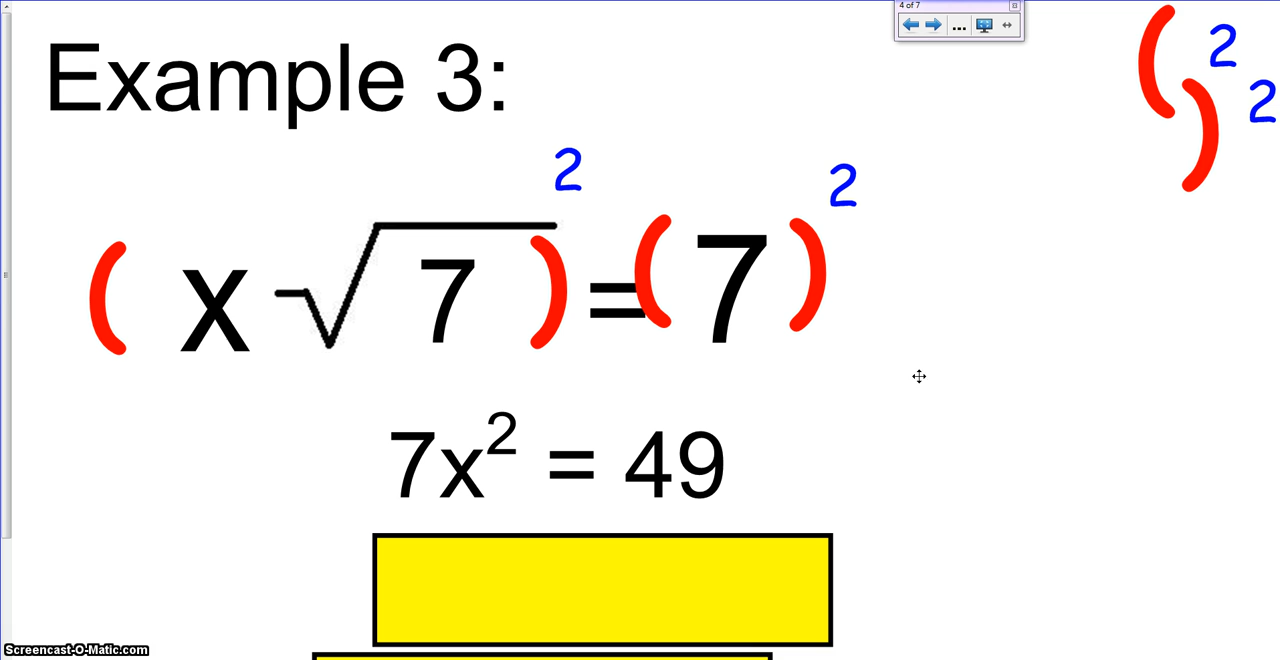 4 of 7
...
Example 3:
( )² ²
(x√7)² = (7)²
7x² = 49
Screencast-O-Matic.com